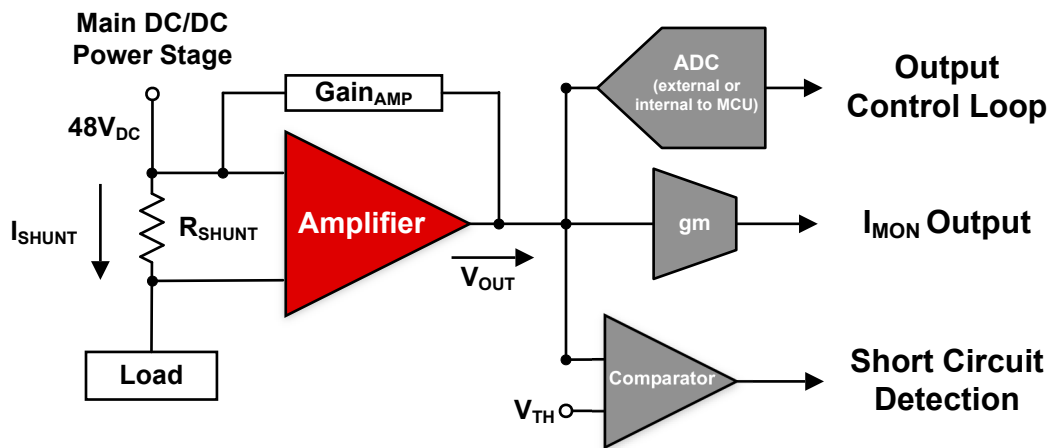 Main DC/DC
Power Stage
48VDC
GainAMP
ISHUNT
RSHUNT
Amplifier
VOUT
Load
ADC
(external or
internal to MCU)
Output
Control Loop
gm
IMON Output
Comparator
VTH
Short Circuit
Detection